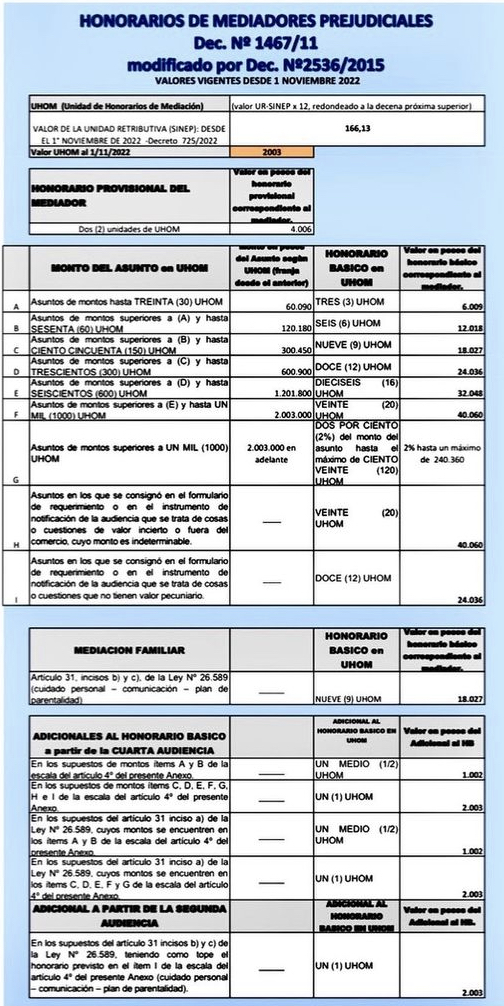 HONORARIOS DE MEDIADORES PREJUDICIALES
Dec. Nº 1467/11
modificado por Dec. Nº2536/2015
VALORES VIGENTES DESDE 1 NOVIEMBRE 2022
UHOM (Unidad de Honorarios de Mediación)
(valor UR-SINEP x 12, redondeado a la decena próxima superior)
VALOR DE LA UNIDAD RETRIBUTIVA (SINEP): DESDE
EL 1° NOVIEMBRE DE 2022 -Decreto 725/2022
166,13
Valor UHOM al 1/11/2022
2003
HONORARIO PROVISIONAL DEL
MEDIADOR
Valor en pesos del
honorario
provisional
correspondiente al
mediador.
Dos (2) unidades de UHOM
4.006
MONTO DEL ASUNTO en UHOM
Monto en pesos
del Asunto según
UHOM (franja
desde el anterior)
HONORARIO
BASICO en
UHOM
Valor en pesos del
honorario básico
correspondiente al
mediador.
A
Asuntos de montos hasta TREINTA (30) UHOM
60.090
TRES (3) UHOM
6.009
B
Asuntos de montos superiores a (A) y hasta
SESENTA (60) UHOM
120.180
SEIS (6) UHOM
12.018
C
Asuntos de montos superiores a (B) y hasta
CIENTO CINCUENTA (150) UHOM
300.450
NUEVE (9) UHOM
18.027
D
Asuntos de montos superiores a (C) y hasta
TRESCIENTOS (300) UHOM
600.900
DOCE (12) UHOM
24.036
E
Asuntos de montos superiores a (D) y hasta
SEISCIENTOS (600) UHOM
1.201.800
DIECISEIS (16)
UHOM
32.048
F
Asuntos de montos superiores a (E) y hasta UN
MIL (1000) UHOM
2.003.000
VEINTE (20)
UHOM
40.060
G
Asuntos de montos superiores a UN MIL (1000)
UHOM
2.003.000 en
adelante
DOS POR CIENTO
(2%) del monto del
asunto hasta el
máximo de CIENTO
VEINTE (120)
UHOM
2% hasta un máximo
de 240.360
H
Asuntos en los que se consignó en el formulario
de requerimiento o en el instrumento de
notificación de la audiencia que se trata de cosas
o cuestiones de valor incierto o fuera del
comercio, cuyo monto es indeterminable.
VEINTE (20)
UHOM
40.060
I
Asuntos en los que se consignó en el formulario
de requerimiento o en el instrumento de
notificación de la audiencia que se trata de cosas
o cuestiones que no tienen valor pecuniario.
DOCE (12) UHOM
24.036
MEDIACION FAMILIAR
HONORARIO
BASICO en
UHOM
Valor en pesos del
honorario básico
correspondiente al
mediador.
Artículo 31, incisos b) y c), de la Ley Nº 26.589
(cuidado personal – comunicación – plan de
parentalidad)
NUEVE (9) UHOM
18.027
ADICIONALES AL HONORARIO BASICO
a partir de la CUARTA AUDIENCIA
ADICIONAL AL
HONORARIO BASICO EN
UHOM
Valor en pesos del
Adicional al HB
En los supuestos de montos ítems A y B de la
escala del artículo 4º del presente Anexo.
UN MEDIO (1/2)
UHOM
1.002
En los supuestos de montos ítems C, D, E, F, G,
H e I de la escala del artículo 4º del presente
Anexo.
UN (1) UHOM
2.003
En los supuestos del artículo 31 inciso a) de la
Ley Nº 26.589, cuyos montos se encuentren en
los ítems A y B de la escala del artículo 4º del
presente Anexo.
UN MEDIO (1/2)
UHOM
1.002
En los supuestos del artículo 31 inciso a) de la
Ley Nº 26.589, cuyos montos se encuentren en
los ítems C, D, E, F y G de la escala del artículo
4º del presente Anexo.
UN (1) UHOM
2.003
ADICIONAL A PARTIR DE LA SEGUNDA
AUDIENCIA
ADICIONAL AL
HONORARIO
BASICO EN UHOM
Valor en pesos del
Adicional al HB.
En los supuestos del artículo 31 incisos b) y c) de
la Ley Nº 26.589, teniendo como tope el
honorario previsto en el ítem I de la escala del
artículo 4º del presente Anexo (cuidado personal
– comunicación – plan de parentalidad).
UN (1) UHOM
2.003